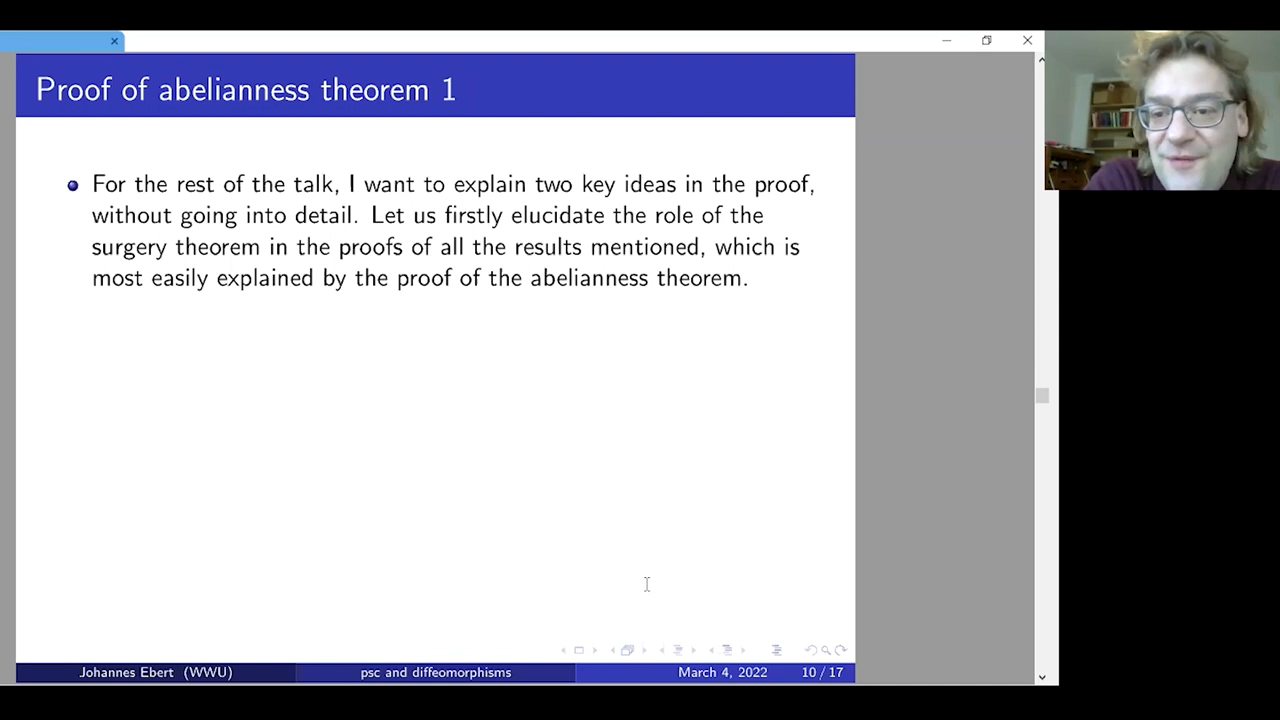 Proof of abelianness theorem 1
For the rest of the talk, I want to explain two key ideas in the proof,
without going into detail. Let us firstly elucidate the role of the
surgery theorem in the proofs of all the results mentioned, which is
most easily explained by the proof of the abelianness theorem.
Johannes Ebert (WWU) psc and diffeomorphisms March 4, 2022 10 / 17